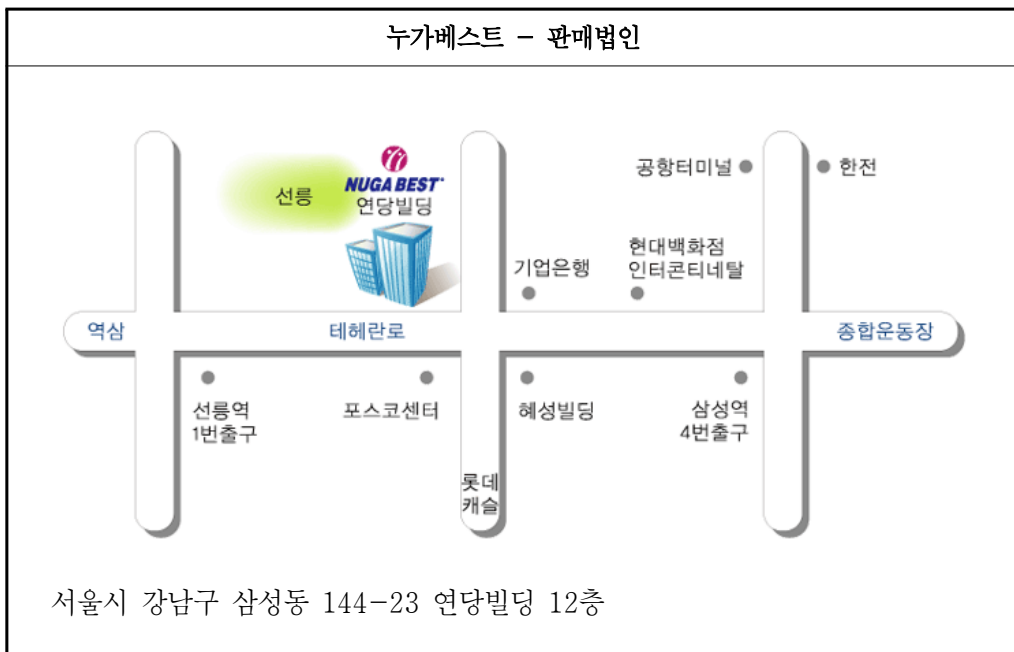 누가베스트 - 판매법인
공항터미널
한전
선릉
NUGA BEST
연당빌딩
기업은행
현대백화점
인터콘티네탈
역삼
테헤란로
종합운동장
선릉역
1번출구
포스코센터
혜성빌딩
삼성역
4번출구
롯데
캐슬
서울시 강남구 삼성동 144-23 연당빌딩 12층